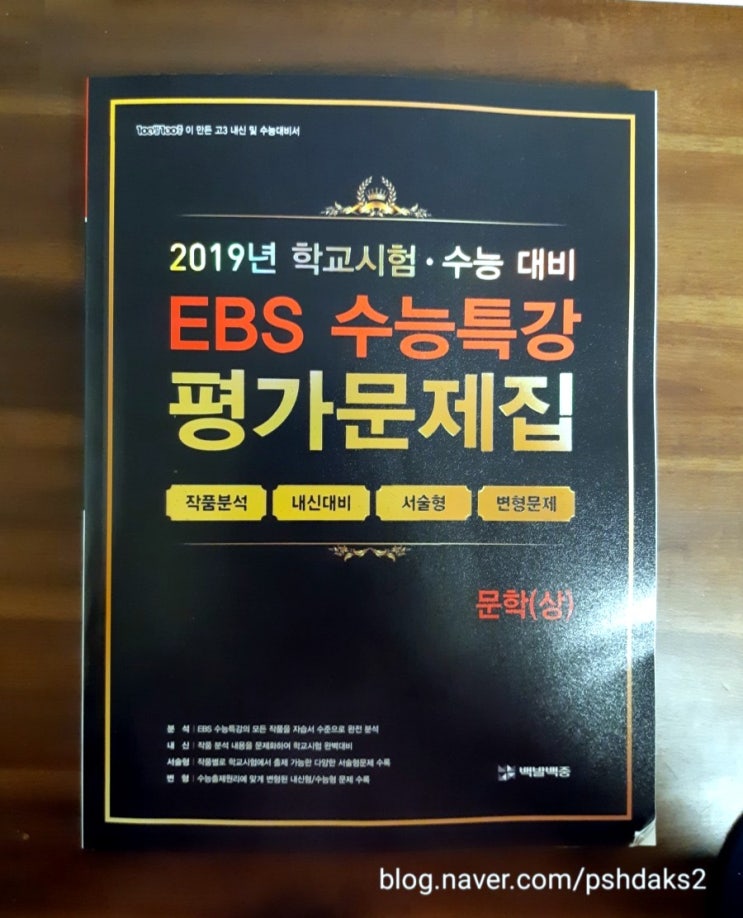 100발100중 이 만든 고3 내신 및 수능대비서
2019년 학교시험·수능 대비
EBS 수능특강
평가문제집
작품분석 내신대비 서술형 변형문제
문학(상)
분 석 | EBS 수능특강의 모든 작품을 자습서 수준으로 완전 분석
내 신 | 작품 분석 내용을 문제화하여 학교시험 완벽대비
서술형 | 작품별로 학교시험에서 출제 가능한 다양한 서술형문제 수록
변 형 | 수능출제원리에 맞게 변형된 내신형/수능형 문제 수록
백발백중
blog.naver.com/pshdaks2